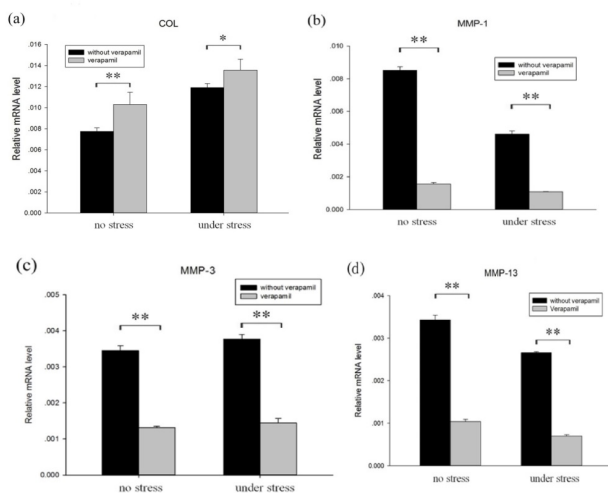 (a)
COL
without verapamil
verapamil
**
*
Relative mRNA level
.016
.014
.012
.010
.008
.006
.004
.002
0.000
no stress
under stress
(b)
MMP-1
without verapamil
verapamil
**
**
Relative mRNA level
.010
.008
.006
.004
.002
0.000
no stress
under stress
(c)
MMP-3
without verapamil
verapamil
**
**
Relative mRNA level
.005
.004
.003
.002
.001
0.000
no stress
under stress
(d)
MMP-13
without verapamil
Verapamil
**
**
Relative mRNA level
.004
.003
.002
.001
0.000
no stress
under stress